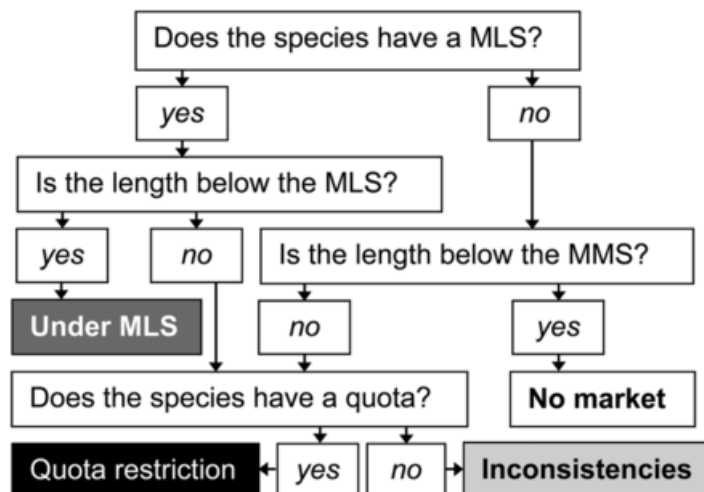 Does the species have a MLS?
yes
no
Is the length below the MLS?
yes
no
Is the length below the MMS?
Under MLS
no
yes
Does the species have a quota?
No market
Quota restriction
yes
no
Inconsistencies